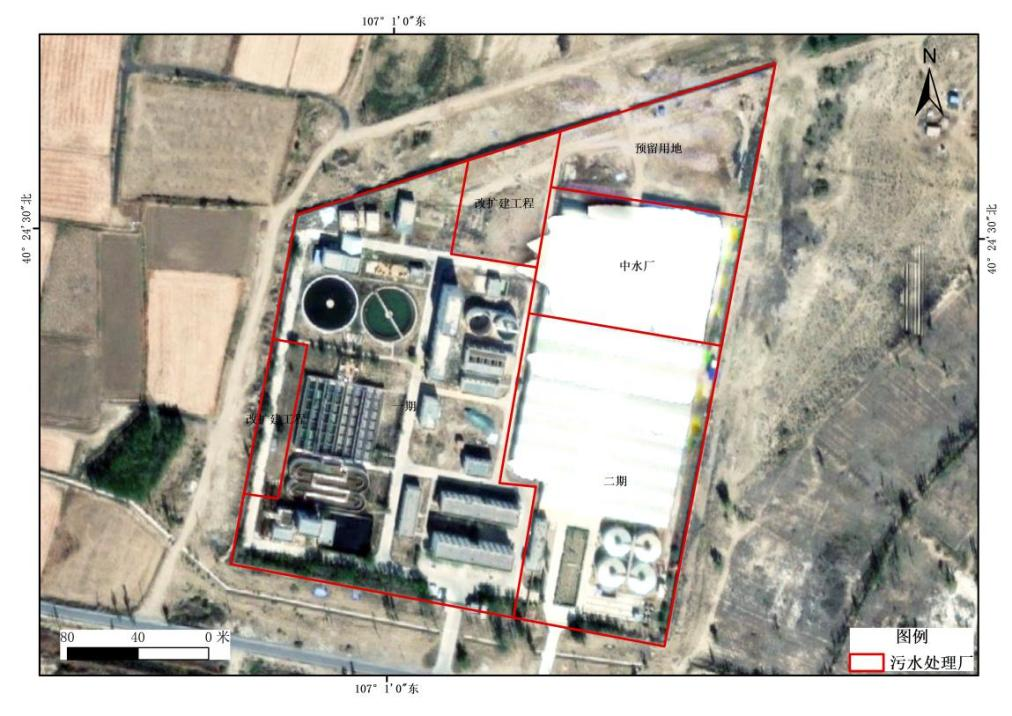 107° 1'0"东
N
预留用地
改扩建工程
40° 24'30"北
40° 24'30"北
中水厂
改扩建工程
一期
二期
80 40 0 米
图例
污水处理厂
107° 1'0"东